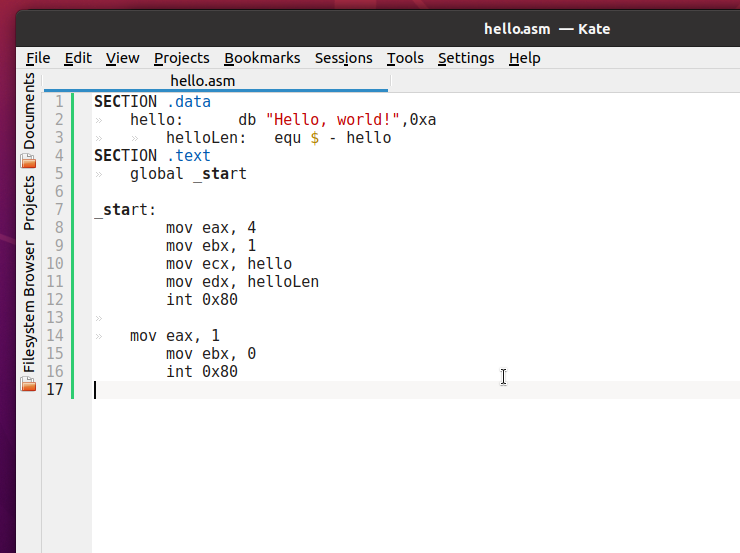 hello.asm — Kate
File Edit View Projects Bookmarks Sessions Tools Settings Help
hello.asm
Documents
Projects
Filesystem Browser
1 SECTION .data
2 » hello: db "Hello, world!",0xa
3 » » helloLen: equ $ - hello
4 SECTION .text
5 » global _start
6
7 _start:
8 mov eax, 4
9 mov ebx, 1
10 mov ecx, hello
11 mov edx, helloLen
12 int 0x80
13 »
14 » mov eax, 1
15 mov ebx, 0
16 int 0x80
17